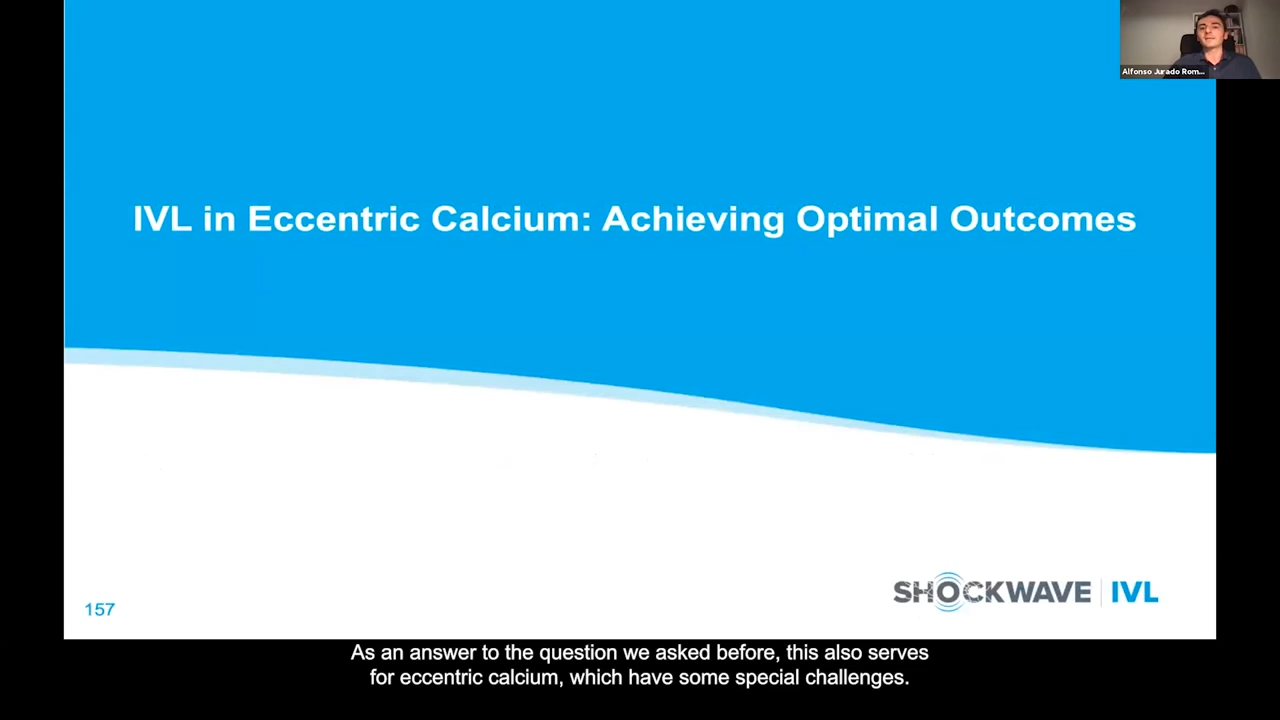 Alfonso Jurado Rom...
IVL in Eccentric Calcium: Achieving Optimal Outcomes
SHOCKWAVE | IVL
157
As an answer to the question we asked before, this also serves
for eccentric calcium, which have some special challenges.